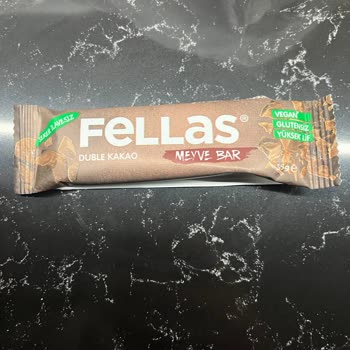 FeLLas®
DUBLE KAKAO
MEYVE BAR
VEGAN
GLUTENSİZ
YÜKSEK LİF